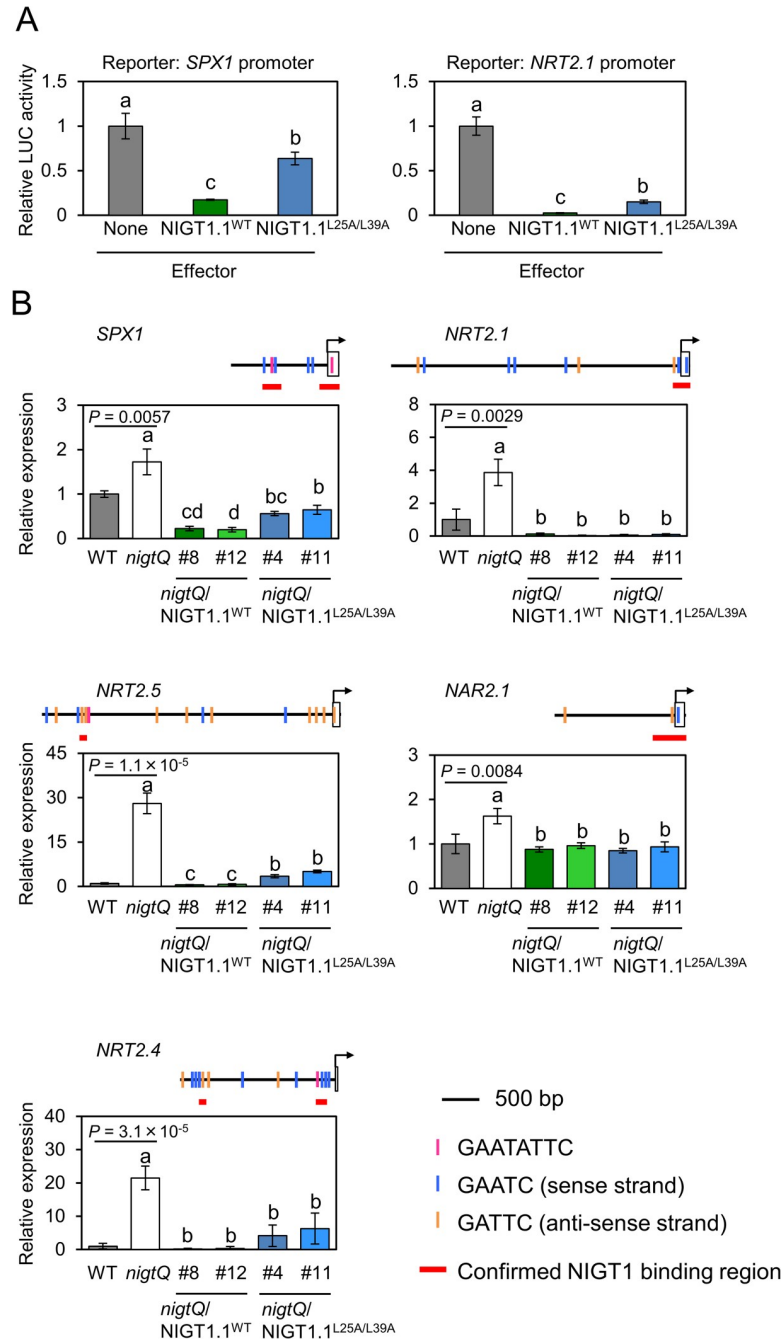 A
Reporter: SPX1 promoter
Reporter: NRT2.1 promoter
Relative LUC activity
1.5
1
0.5
0
a
c
b
None
NIGT1.1WT
NIGT1.1L25A/L39A
Effector
1.5
1
0.5
0
a
c
b
None
NIGT1.1WT
NIGT1.1L25A/L39A
Effector
B
SPX1
Relative expression
3
2
1
0
P = 0.0057
a
cd
d
bc
b
WT
nigtQ
#8
#12
#4
#11
nigtQ/
NIGT1.1WT
nigtQ/
NIGT1.1L25A/L39A
NRT2.1
8
6
4
2
0
P = 0.0029
a
b
b
b
b
WT
nigtQ
#8
#12
#4
#11
nigtQ/
NIGT1.1WT
nigtQ/
NIGT1.1L25A/L39A
NRT2.5
Relative expression
45
30
15
0
P = 1.1×10-5
a
c
c
b
b
WT
nigtQ
#8
#12
#4
#11
nigtQ/
NIGT1.1WT
nigtQ/
NIGT1.1L25A/L39A
NAR2.1
3
2
1
0
P = 0.0084
a
b
b
b
b
WT
nigtQ
#8
#12
#4
#11
nigtQ/
NIGT1.1WT
nigtQ/
NIGT1.1L25A/L39A
NRT2.4
Relative expression
40
30
20
10
0
P = 3.1×10-5
a
b
b
b
b
WT
nigtQ
#8
#12
#4
#11
nigtQ/
NIGT1.1WT
nigtQ/
NIGT1.1L25A/L39A
500 bp
GAATATTC
GAATC (sense strand)
GATTC (anti-sense strand)
Confirmed NIGT1 binding region